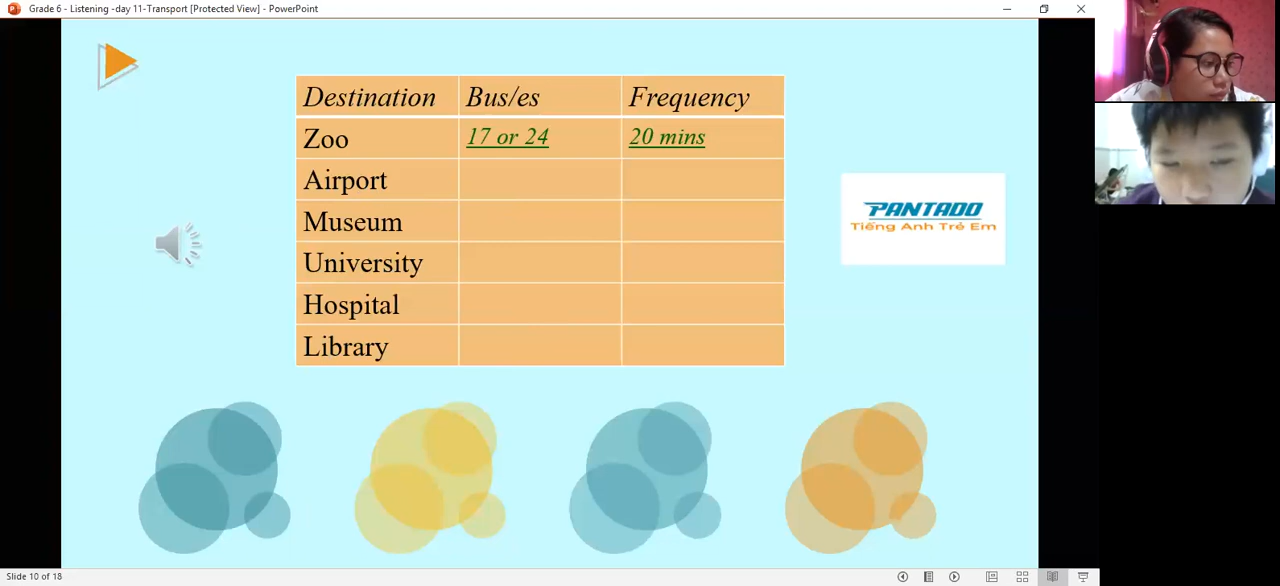 Grade 6 - Listening -day 11-Transport [Protected View] - PowerPoint
Destination Bus/es Frequency
Zoo 17 or 24 20 mins
Airport
Museum
University
Hospital
Library
PANTADO
Tiếng Anh Trẻ Em
Slide 10 of 18